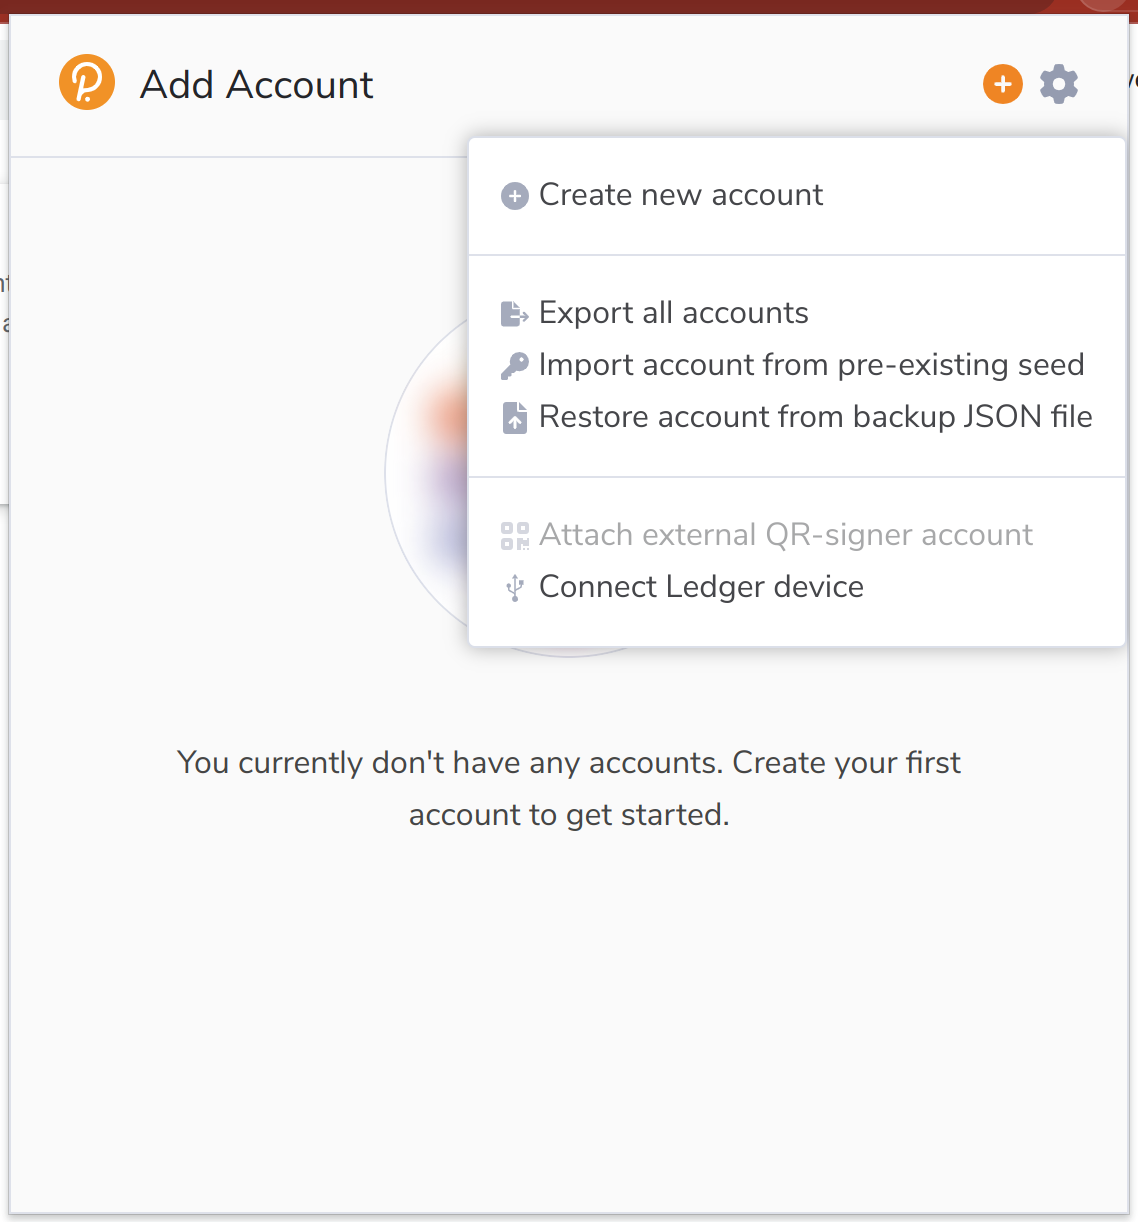 Add Account
Create new account
Export all accounts
Import account from pre-existing seed
Restore account from backup JSON file
Attach external QR-signer account
Connect Ledger device
You currently don't have any accounts. Create your first
account to get started.